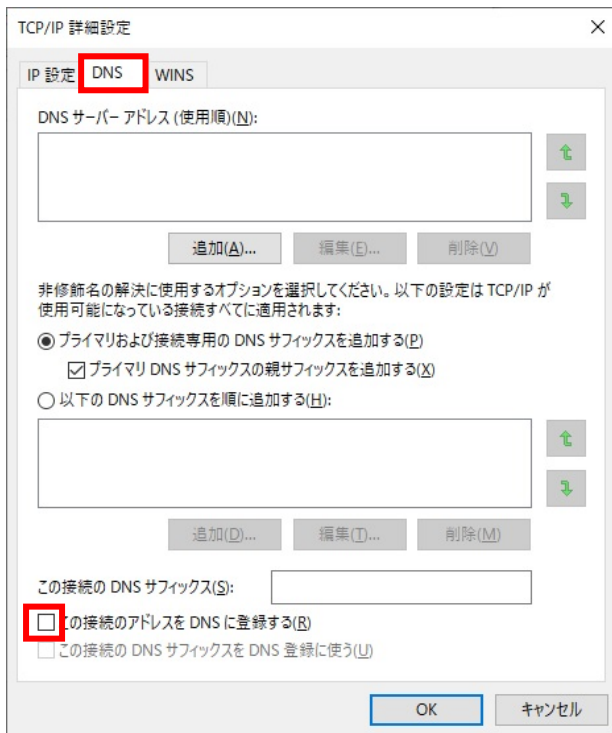 TCP/IP 詳細設定
IP 設定 DNS WINS
DNS サーバー アドレス (使用順)(N):
追加(A)... 編集(E)... 削除(V)
非修飾名の解決に使用するオプションを選択してください。以下の設定は TCP/IP が
使用可能になっている接続すべてに適用されます:
プライマリおよび接続専用の DNS サフィックスを追加する(P)
プライマリ DNS サフィックスの親サフィックスを追加する(X)
以下の DNS サフィックスを順に追加する(H):
追加(D)... 編集(T)... 削除(M)
この接続の DNS サフィックス(S):
この接続のアドレスを DNS に登録する(R)
この接続の DNS サフィックスを DNS 登録に使う(U)
OK キャンセル